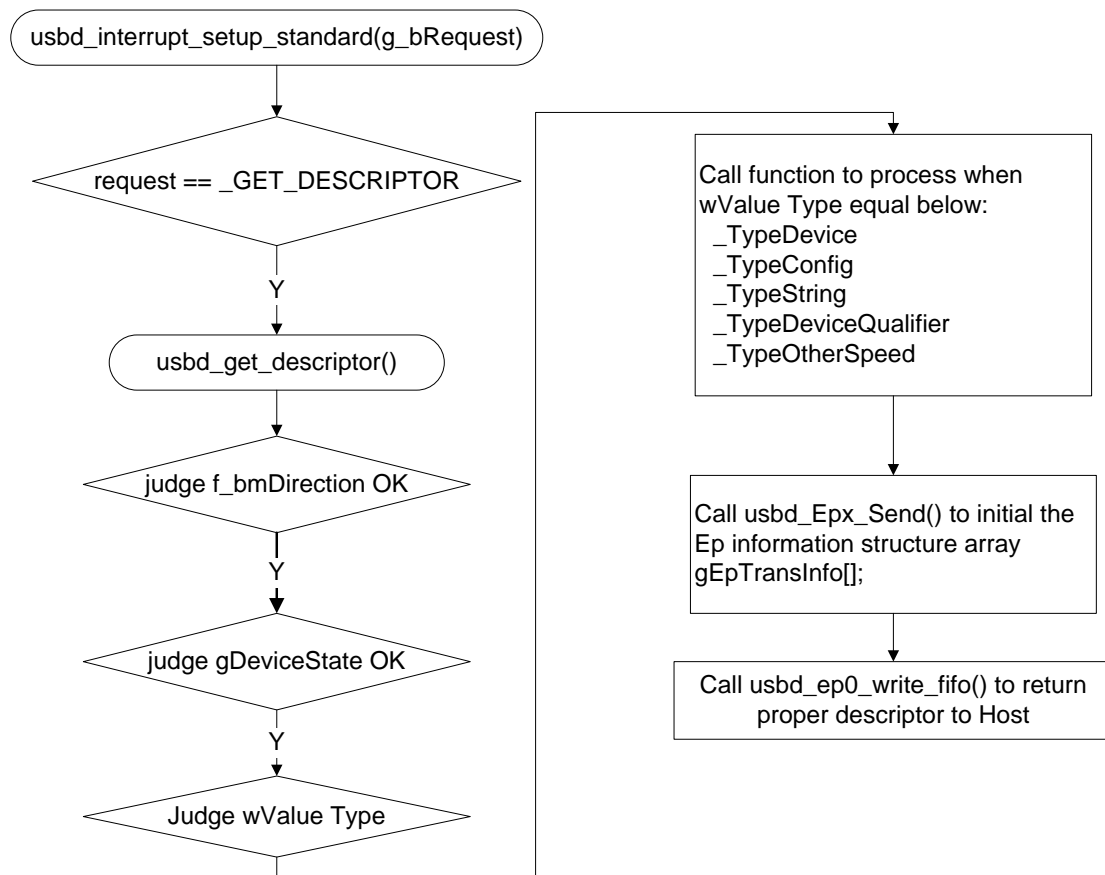 usbd_interrupt_setup_standard(g_bRequest)
request == _GET_DESCRIPTOR
Y
usbd_get_descriptor()
judge f_bmDirection OK
Y
judge gDeviceState OK
Y
Judge wValue Type
Call function to process when
wValue Type equal below:
_TypeDevice
_TypeConfig
_TypeString
_TypeDeviceQualifier
_TypeOtherSpeed
Call usbd_Epx_Send() to initial the
Ep information structure array
gEpTransInfo[];
Call usbd_ep0_write_fifo() to return
proper descriptor to Host